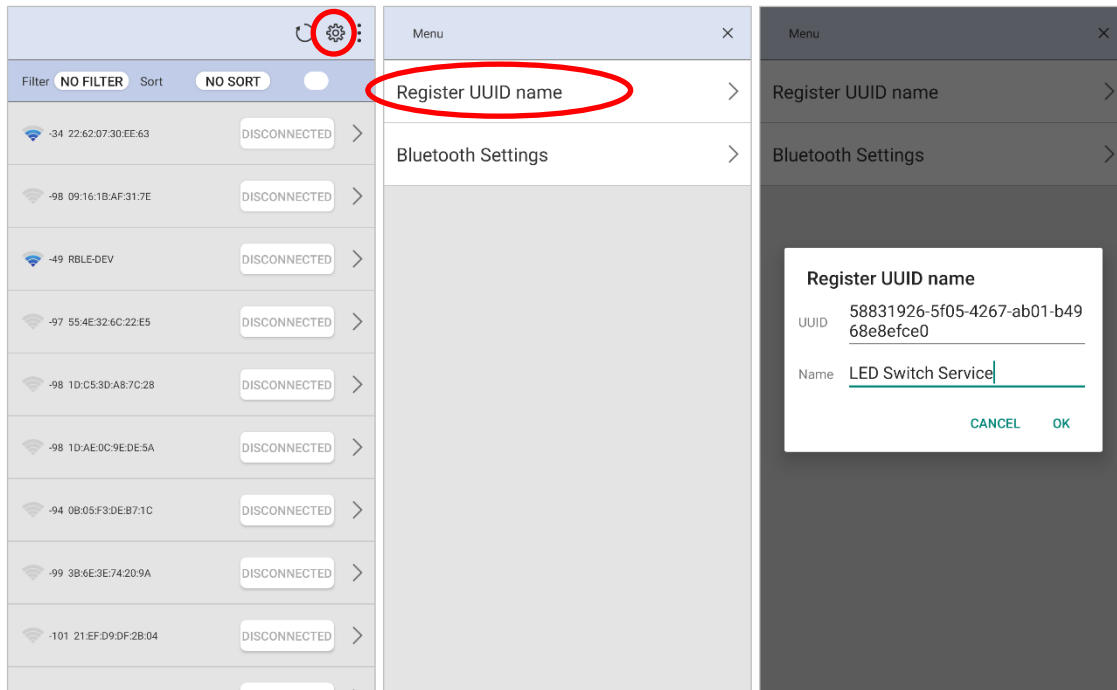 Filter NO FILTER Sort NO SORT
-34 22:62:07:30:EE:63 DISCONNECTED
-98 09:16:1B:AF:31:7E DISCONNECTED
-49 RBLE-DEV DISCONNECTED
-97 55:4E:32:6C:22:E5 DISCONNECTED
-98 1D:C5:3D:A8:7C:28 DISCONNECTED
-98 1D:AE:0C:9E:DE:5A DISCONNECTED
-94 0B:05:F3:DE:B7:1C DISCONNECTED
-99 3B:6E:3E:74:20:9A DISCONNECTED
-101 21:EF:D9:DF:2B:04 DISCONNECTED
Menu
Register UUID name
Bluetooth Settings
Menu
Register UUID name
Bluetooth Settings
Register UUID name
UUID 58831926-5f05-4267-ab01-b49
68e8efce0
Name LED Switch Service
CANCEL OK